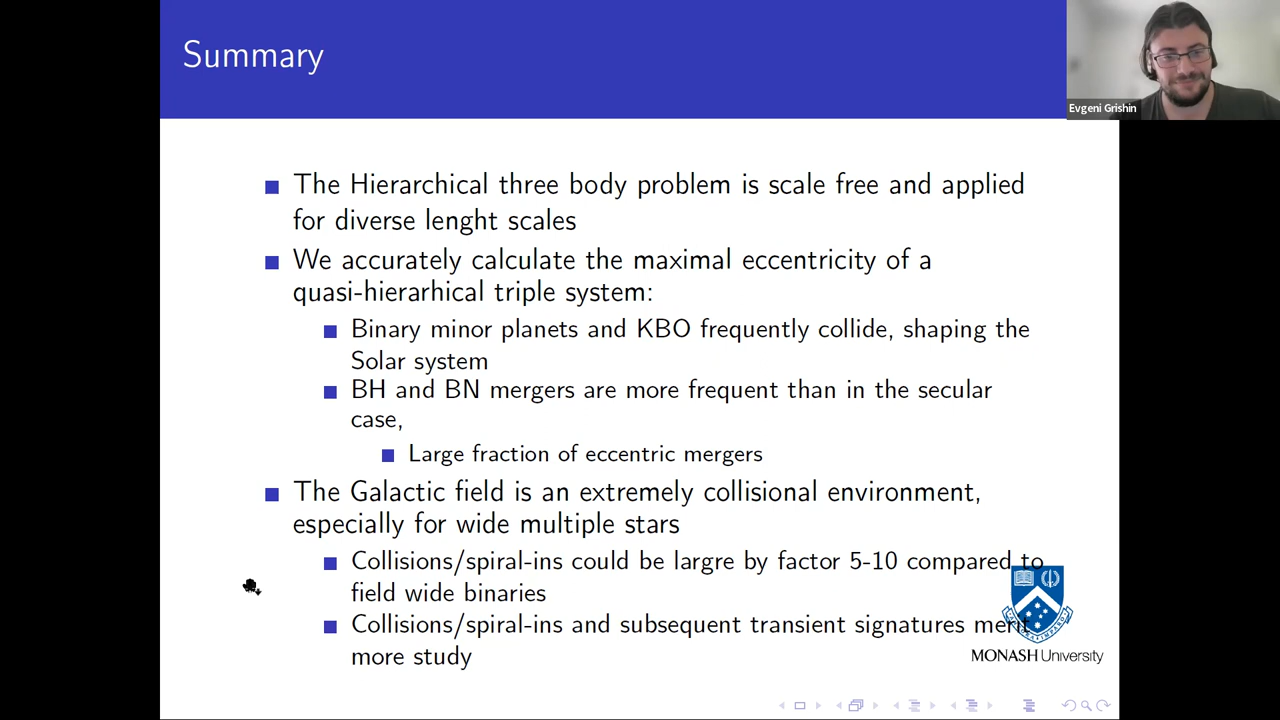 Summary
Evgeni Grishin
The Hierarchical three body problem is scale free and applied
for diverse lenght scales
We accurately calculate the maximal eccentricity of a
quasi-hierarhical triple system:
Binary minor planets and KBO frequently collide, shaping the
Solar system
BH and BN mergers are more frequent than in the secular
case,
Large fraction of eccentric mergers
The Galactic field is an extremely collisional environment,
especially for wide multiple stars
Collisions/spiral-ins could be largre by factor 5-10 compared to
field wide binaries
Collisions/spiral-ins and subsequent transient signatures merit
more study
MONASH University